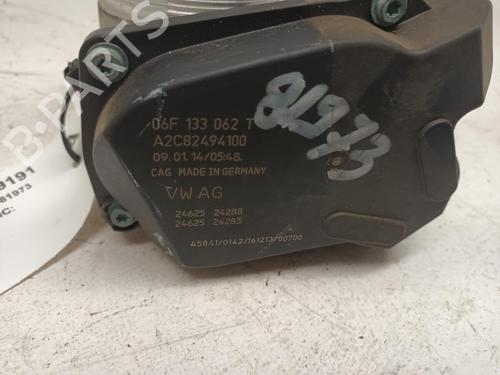 06F 133 062 T
A2C82494100
09.01.14/05:48
CAG MADE IN GERMANY
VW AG
24625 24288
24625 24283
45841/0142/161213/00700
81973
9191
81973
B-PARTS